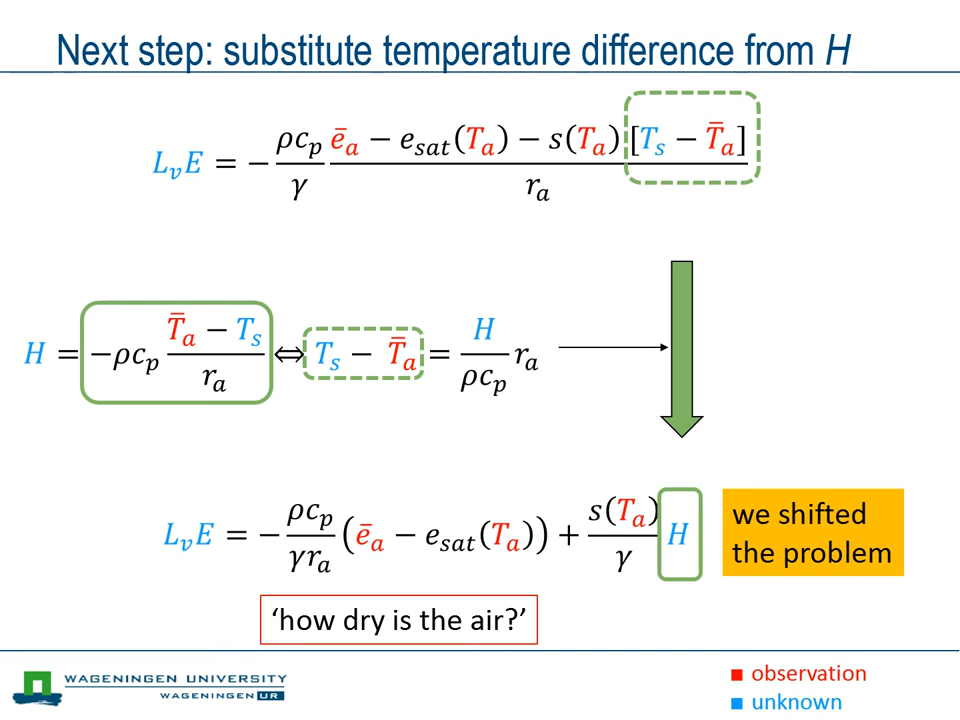 Next step: substitute temperature difference from H
L_vE = −(ρc_p/γ) (ē_a − e_sat(T_a) − s(T_a)[T_s − T̄_a])/r_a
H = −ρc_p (T̄_a − T_s)/r_a ⇔ T_s − T̄_a = (H/ρc_p) r_a
L_vE = −(ρc_p/γr_a)(ē_a − e_sat(T_a)) + (s(T_a)/γ) H
we shifted
the problem
‘how dry is the air?’
WAGENINGEN UNIVERSITY
WAGENINGEN UR
observation
unknown